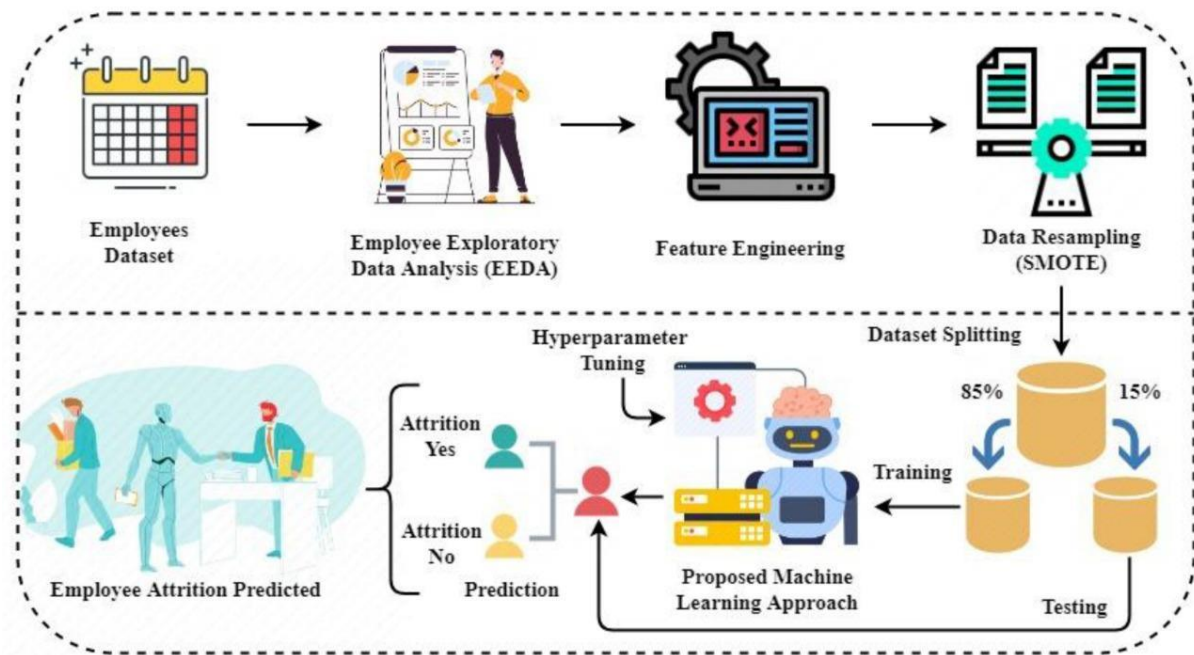 Employees
Dataset
Employee Exploratory
Data Analysis (EEDA)
Feature Engineering
Data Resampling
(SMOTE)
Dataset Splitting
85%
15%
Training
Testing
Hyperparameter
Tuning
Proposed Machine
Learning Approach
Attrition
Yes
Attrition
No
Prediction
Employee Attrition Predicted